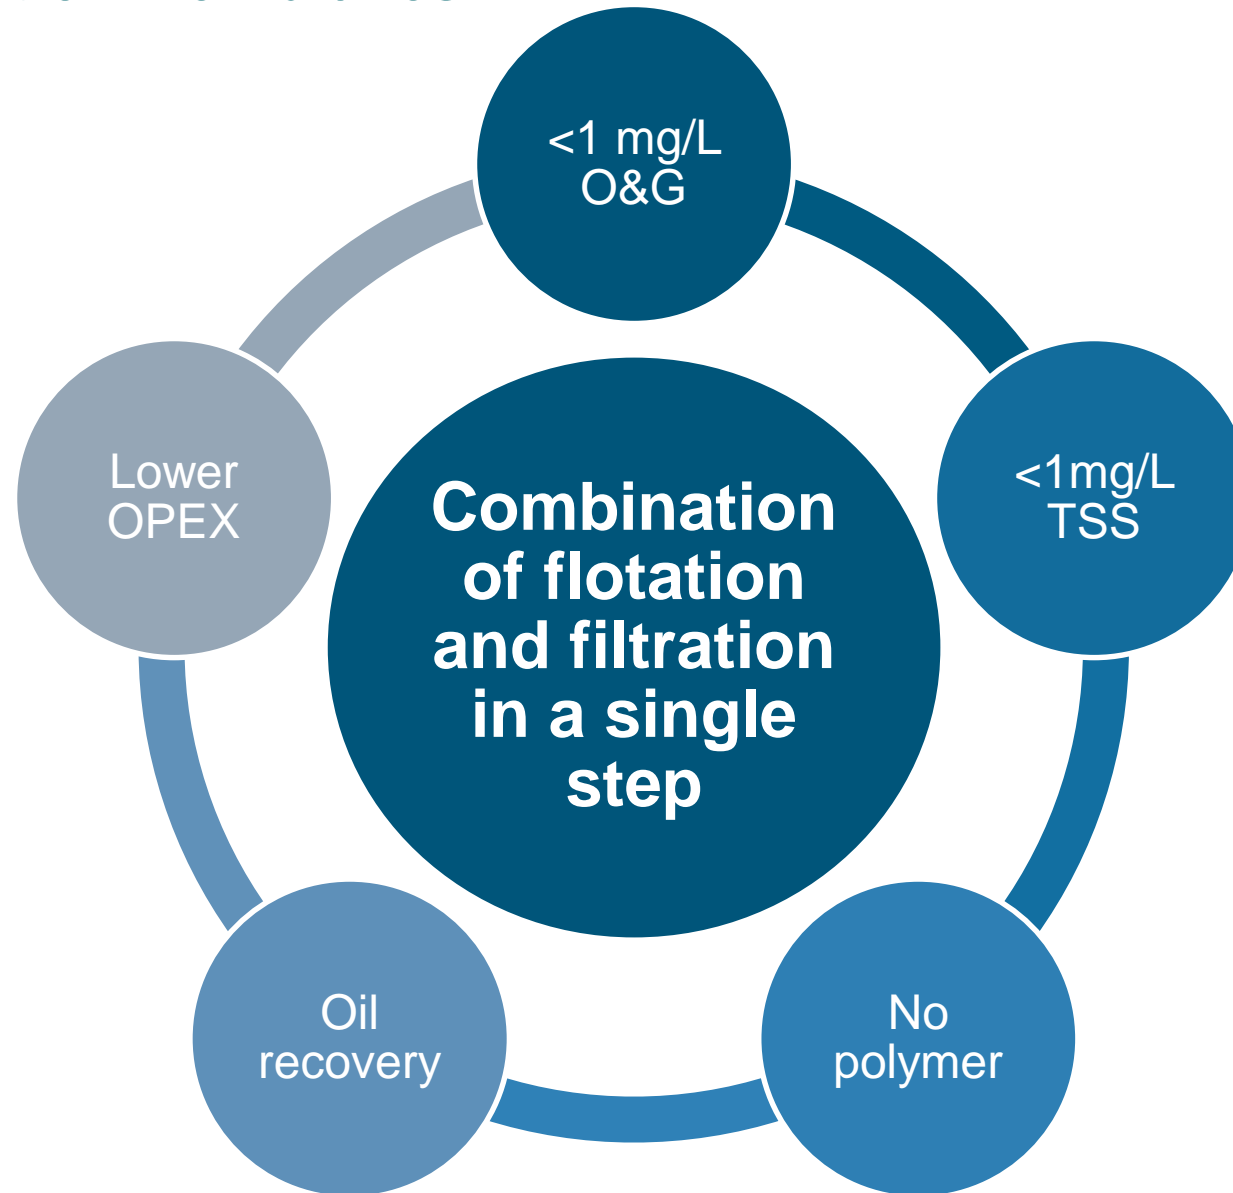 <1 mg/L
O&G
<1mg/L
TSS
Lower
OPEX
Combination
of flotation
and filtration
in a single
step
Oil
recovery
No
polymer